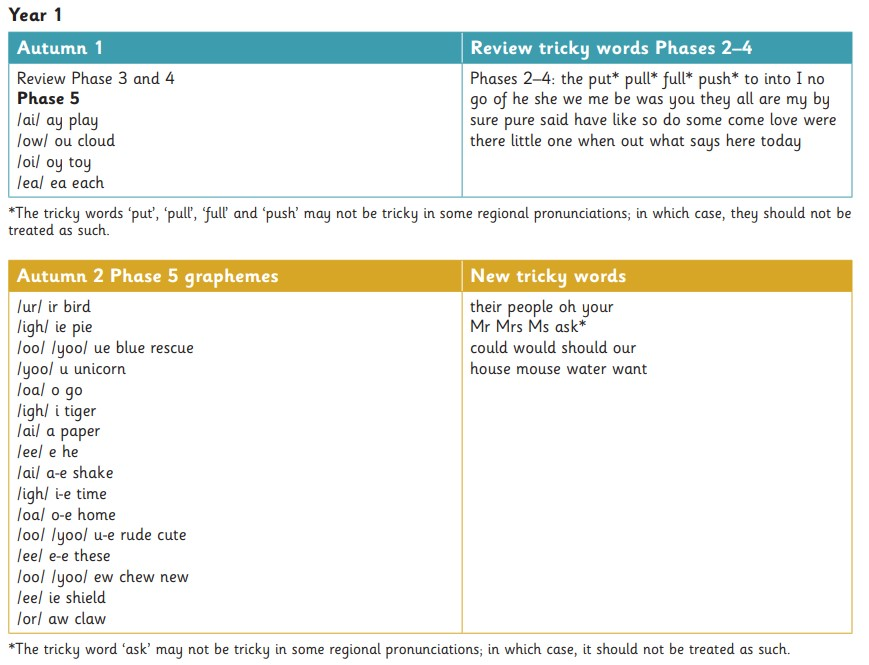 Year 1
Autumn 1
Review Phase 3 and 4
Phase 5
/ai/ ay play
/ow/ ou cloud
/oi/ oy toy
/ea/ ea each
Review tricky words Phases 2–4
Phases 2–4: the put* pull* full* push* to into I no
go of he she we me be was you they all are my by
sure pure said have like so do some come love were
there little one when out what says here today
*The tricky words ‘put’, ‘pull’, ‘full’ and ‘push’ may not be tricky in some regional pronunciations; in which case, they should not be
treated as such.
Autumn 2 Phase 5 graphemes
/ur/ ir bird
/igh/ ie pie
/oo/ /yoo/ ue blue rescue
/yoo/ u unicorn
/oa/ o go
/igh/ i tiger
/ai/ a paper
/ee/ e he
/ai/ a-e shake
/igh/ i-e time
/oa/ o-e home
/oo/ /yoo/ u-e rude cute
/ee/ e-e these
/oo/ /yoo/ ew chew new
/ee/ ie shield
/or/ aw claw
New tricky words
their people oh your
Mr Mrs Ms ask*
could would should our
house mouse water want
*The tricky word ‘ask’ may not be tricky in some regional pronunciations; in which case, it should not be treated as such.